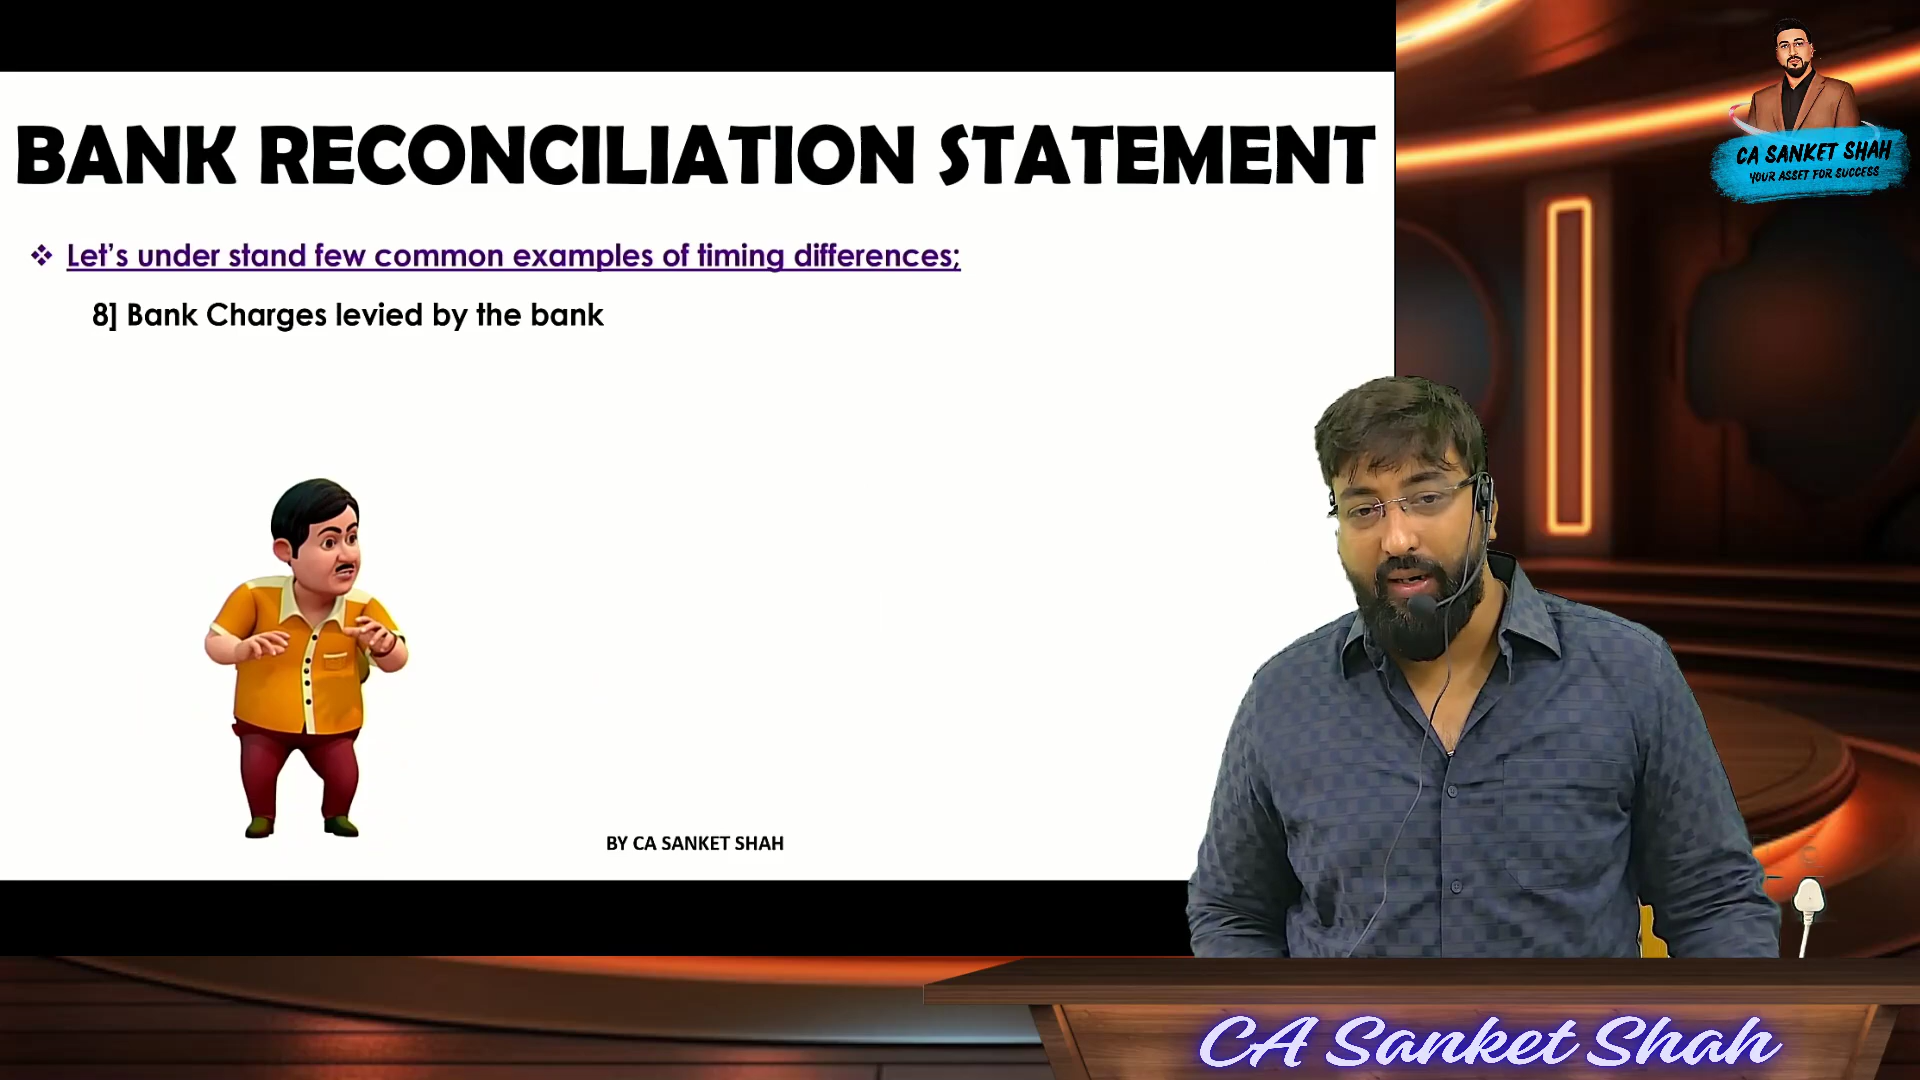 BANK RECONCILIATION STATEMENT
❖ Let's under stand few common examples of timing differences;
8] Bank Charges levied by the bank
BY CA SANKET SHAH
CA SANKET SHAH
YOUR ASSET FOR SUCCESS
CA Sanket Shah